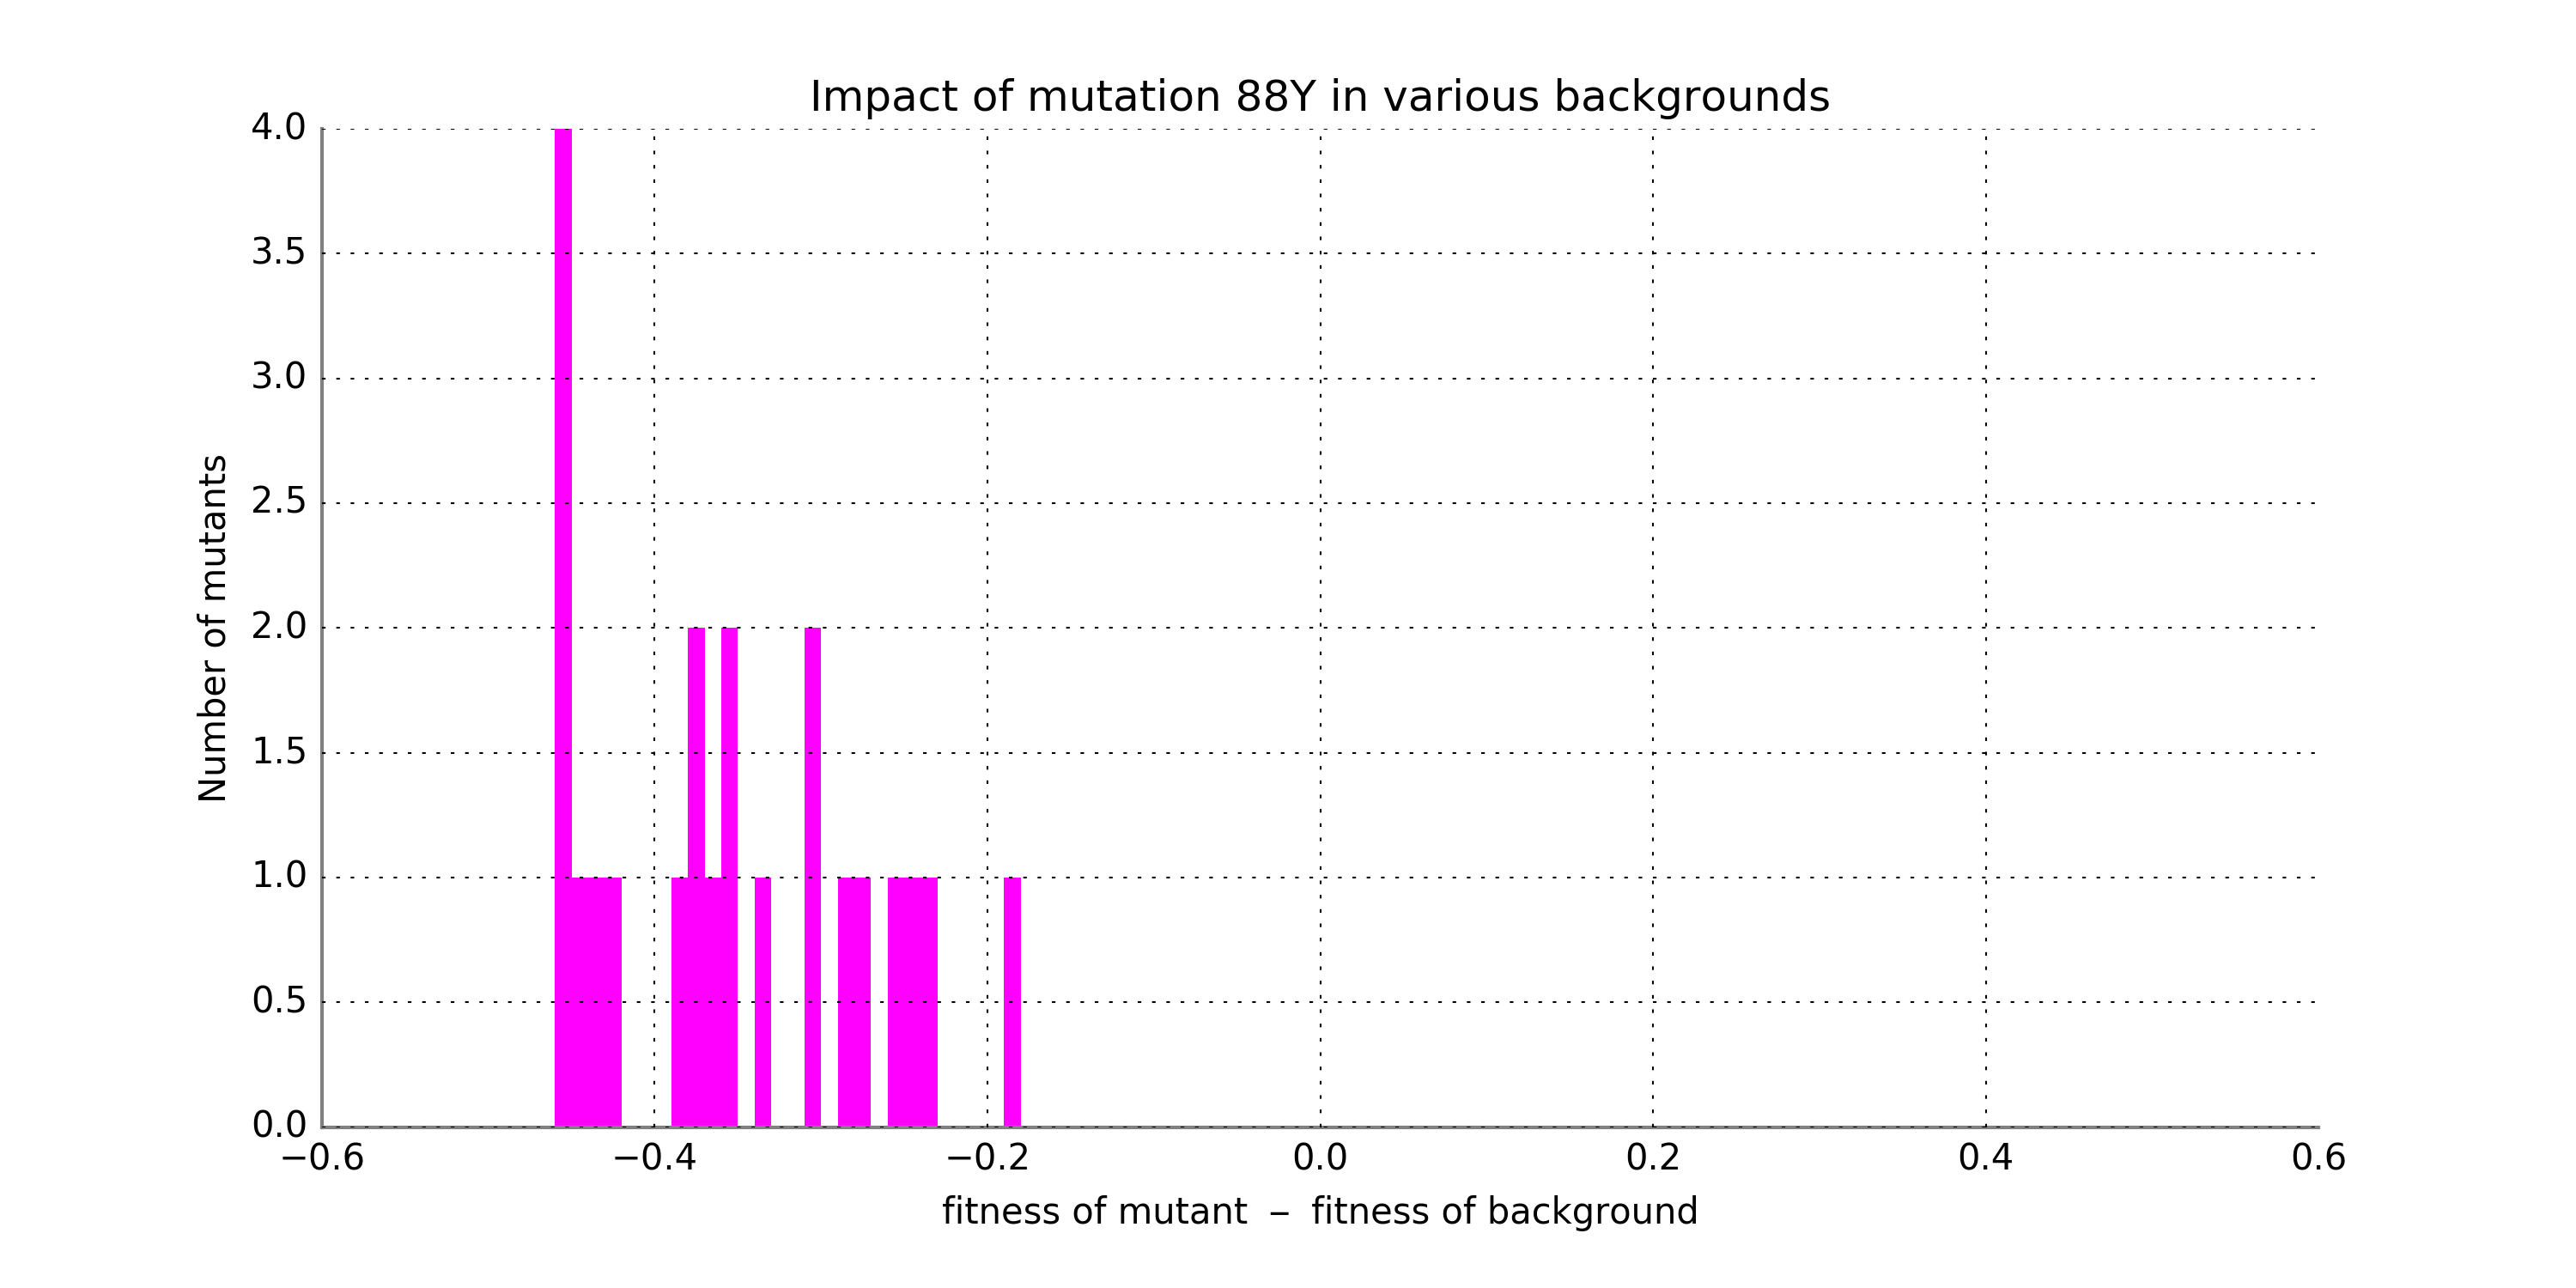 Impact of mutation 88Y in various backgrounds
4.0
3.5
3.0
2.5
2.0
1.5
1.0
0.5
0.0
Number of mutants
−0.6 −0.4 −0.2 0.0 0.2 0.4 0.6
fitness of mutant − fitness of background